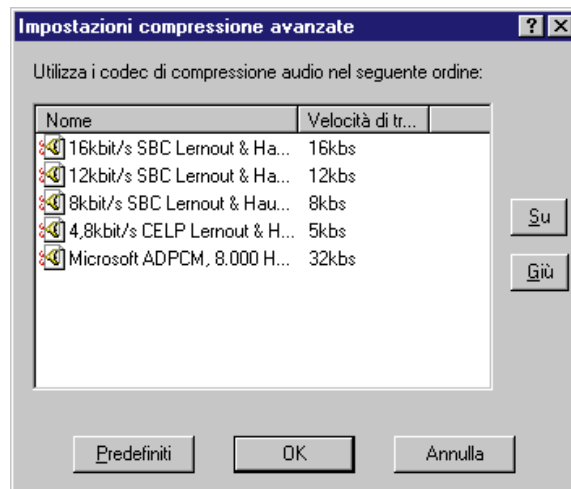 Impostazioni compressione avanzate
Utilizza i codec di compressione audio nel seguente ordine:
Nome Velocità di tr...
16kbit/s SBC Lernout & Ha... 16kbs
12kbit/s SBC Lernout & Ha... 12kbs
8kbit/s SBC Lernout & Hau... 8kbs
4,8kbit/s CELP Lernout & H... 5kbs
Microsoft ADPCM, 8.000 H... 32kbs
Su
Giù
Predefiniti OK Annulla